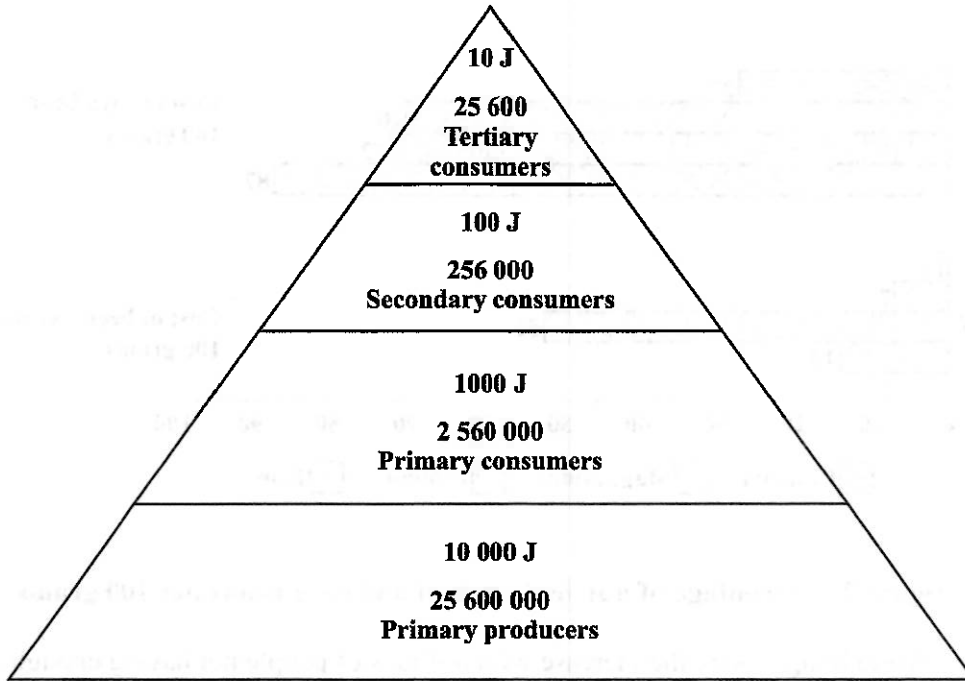 10 J
25 600
Tertiary
consumers
100 J
256 000
Secondary consumers
1000 J
2 560 000
Primary consumers
10 000 J
25 600 000
Primary producers